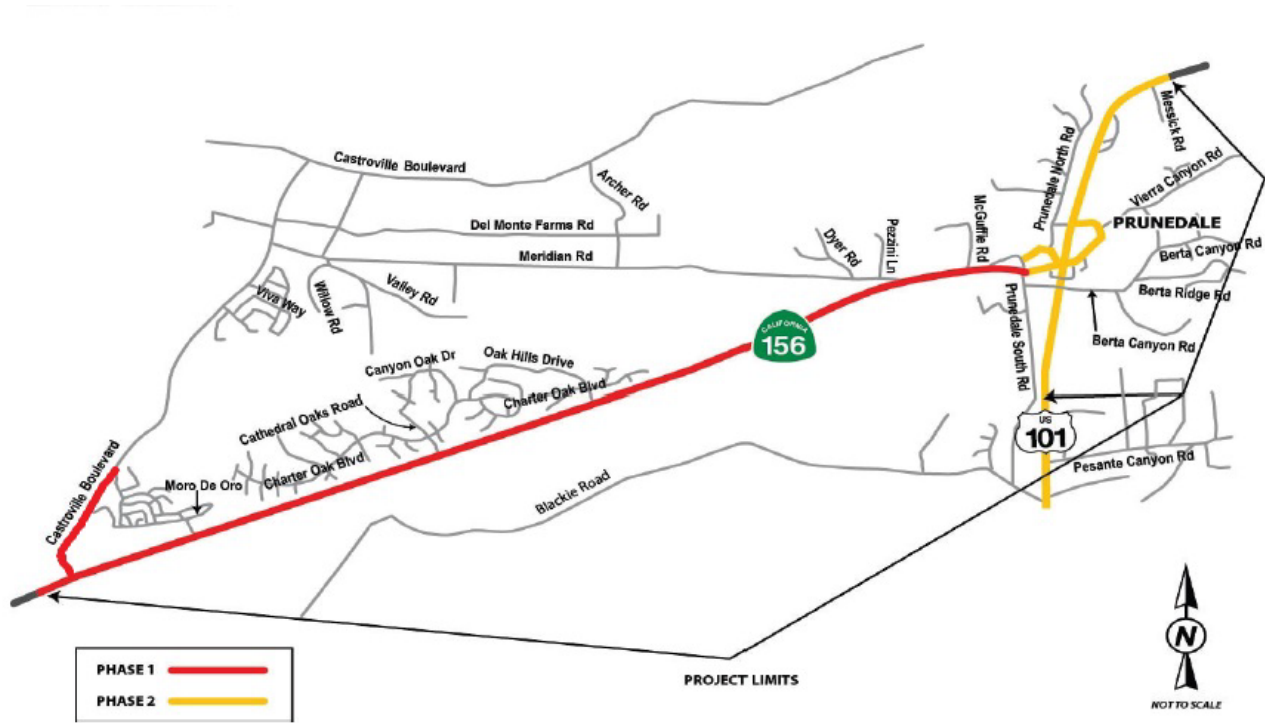 Messick Rd
Prunedale North Rd
Castroville Boulevard
Archer Rd
Vierra Canyon Rd
Del Monte Farms Rd
McGuffie Rd
PRUNEDALE
Dyer Rd
Pezzini Ln
Meridian Rd
Berta Canyon Rd
Valley Rd
Viva Way
Willow Rd
Berta Ridge Rd
Prunedale South Rd
CALIFORNIA
156
Berta Canyon Rd
Canyon Oak Dr
Oak Hills Drive
Charter Oak Blvd
Cathedral Oaks Road
US
101
Charter Oak Blvd
Pesante Canyon Rd
Castroville Boulevard
Moro De Oro
Blackie Road
N
PHASE 1
PROJECT LIMITS
PHASE 2
NOT TO SCALE